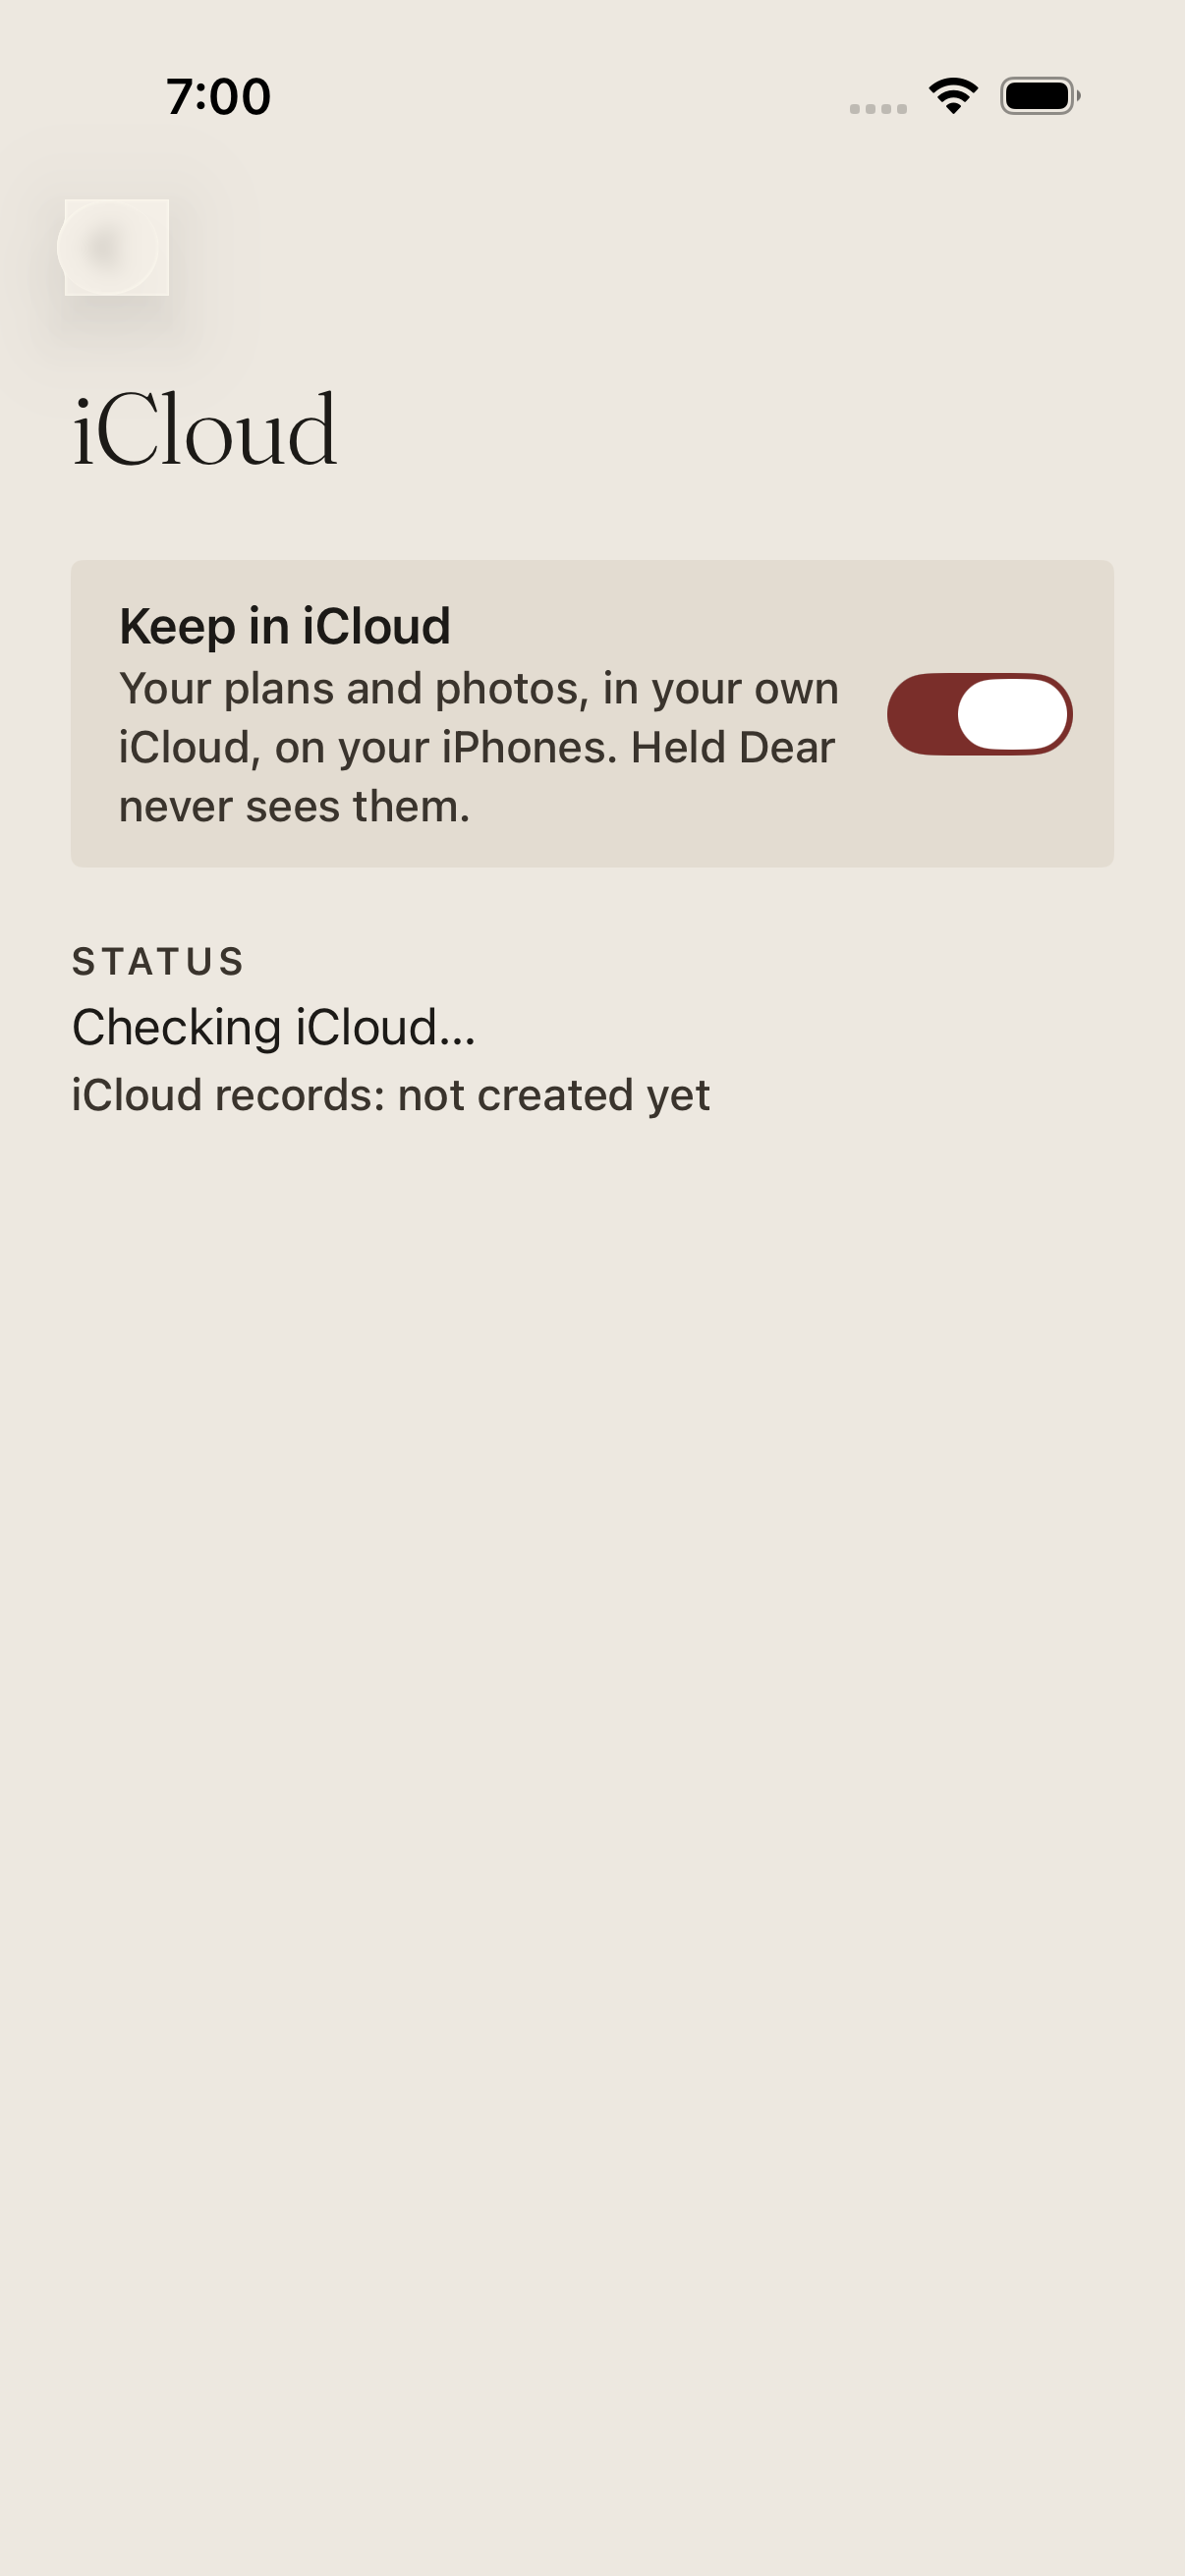 7:00
iCloud
Keep in iCloud
Your plans and photos, in your own
iCloud, on your iPhones. Held Dear
never sees them.
STATUS
Checking iCloud...
iCloud records: not created yet